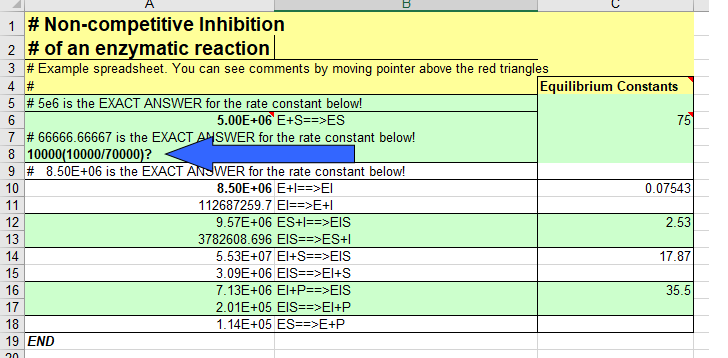 A B C
1 # Non-competitive Inhibition
2 # of an enzymatic reaction
3 # Example spreadsheet. You can see comments by moving pointer above the red triangles
4 # Equilibrium Constants
5 # 5e6 is the EXACT ANSWER for the rate constant below!
6 5.00E+06 E+S==>ES 75
7 # 66666.66667 is the EXACT ANSWER for the rate constant below!
8 10000(10000/70000)?
9 # 8.50E+06 is the EXACT ANSWER for the rate constant below!
10 8.50E+06 E+I==>EI 0.07543
11 112687259.7 EI==>E+I
12 9.57E+06 ES+I==>EIS 2.53
13 3782608.696 EIS==>ES+I
14 5.53E+07 EI+S==>EIS 17.87
15 3.09E+06 EIS==>EI+S
16 7.13E+06 EI+P==>EIS 35.5
17 2.01E+05 EIS==>EI+P
18 1.14E+05 ES==>E+P
19 END